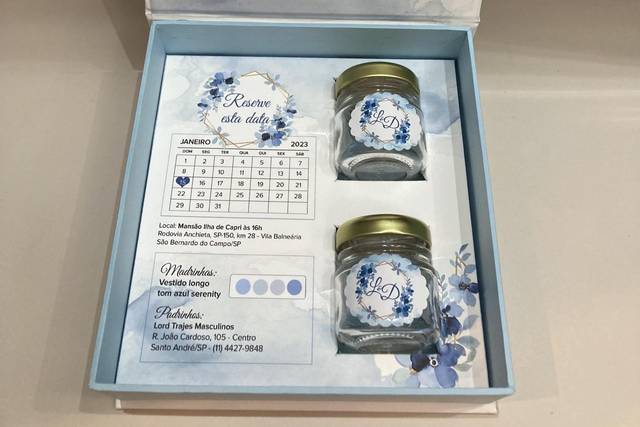 Reserve
esta data
JANEIRO 2023
DOM SEG TER QUA QUI SEX SÁB
1 2 3 4 5 6 7
8 9 10 11 12 13 14
16 17 18 19 20 21
22 23 24 25 26 27 28
29 30 31
Local: Mansão Ilha de Capri às 16h
Rodovia Anchieta, SP-150, km 28 - Vila Balneária
São Bernardo do Campo/SP
Madrinhas:
Vestido longo
tom azul serenity
Padrinhos:
Lord Trajes Masculinos
R. João Cardoso, 105 - Centro
Santo André/SP - (11) 4427-9848
L&D
L&D